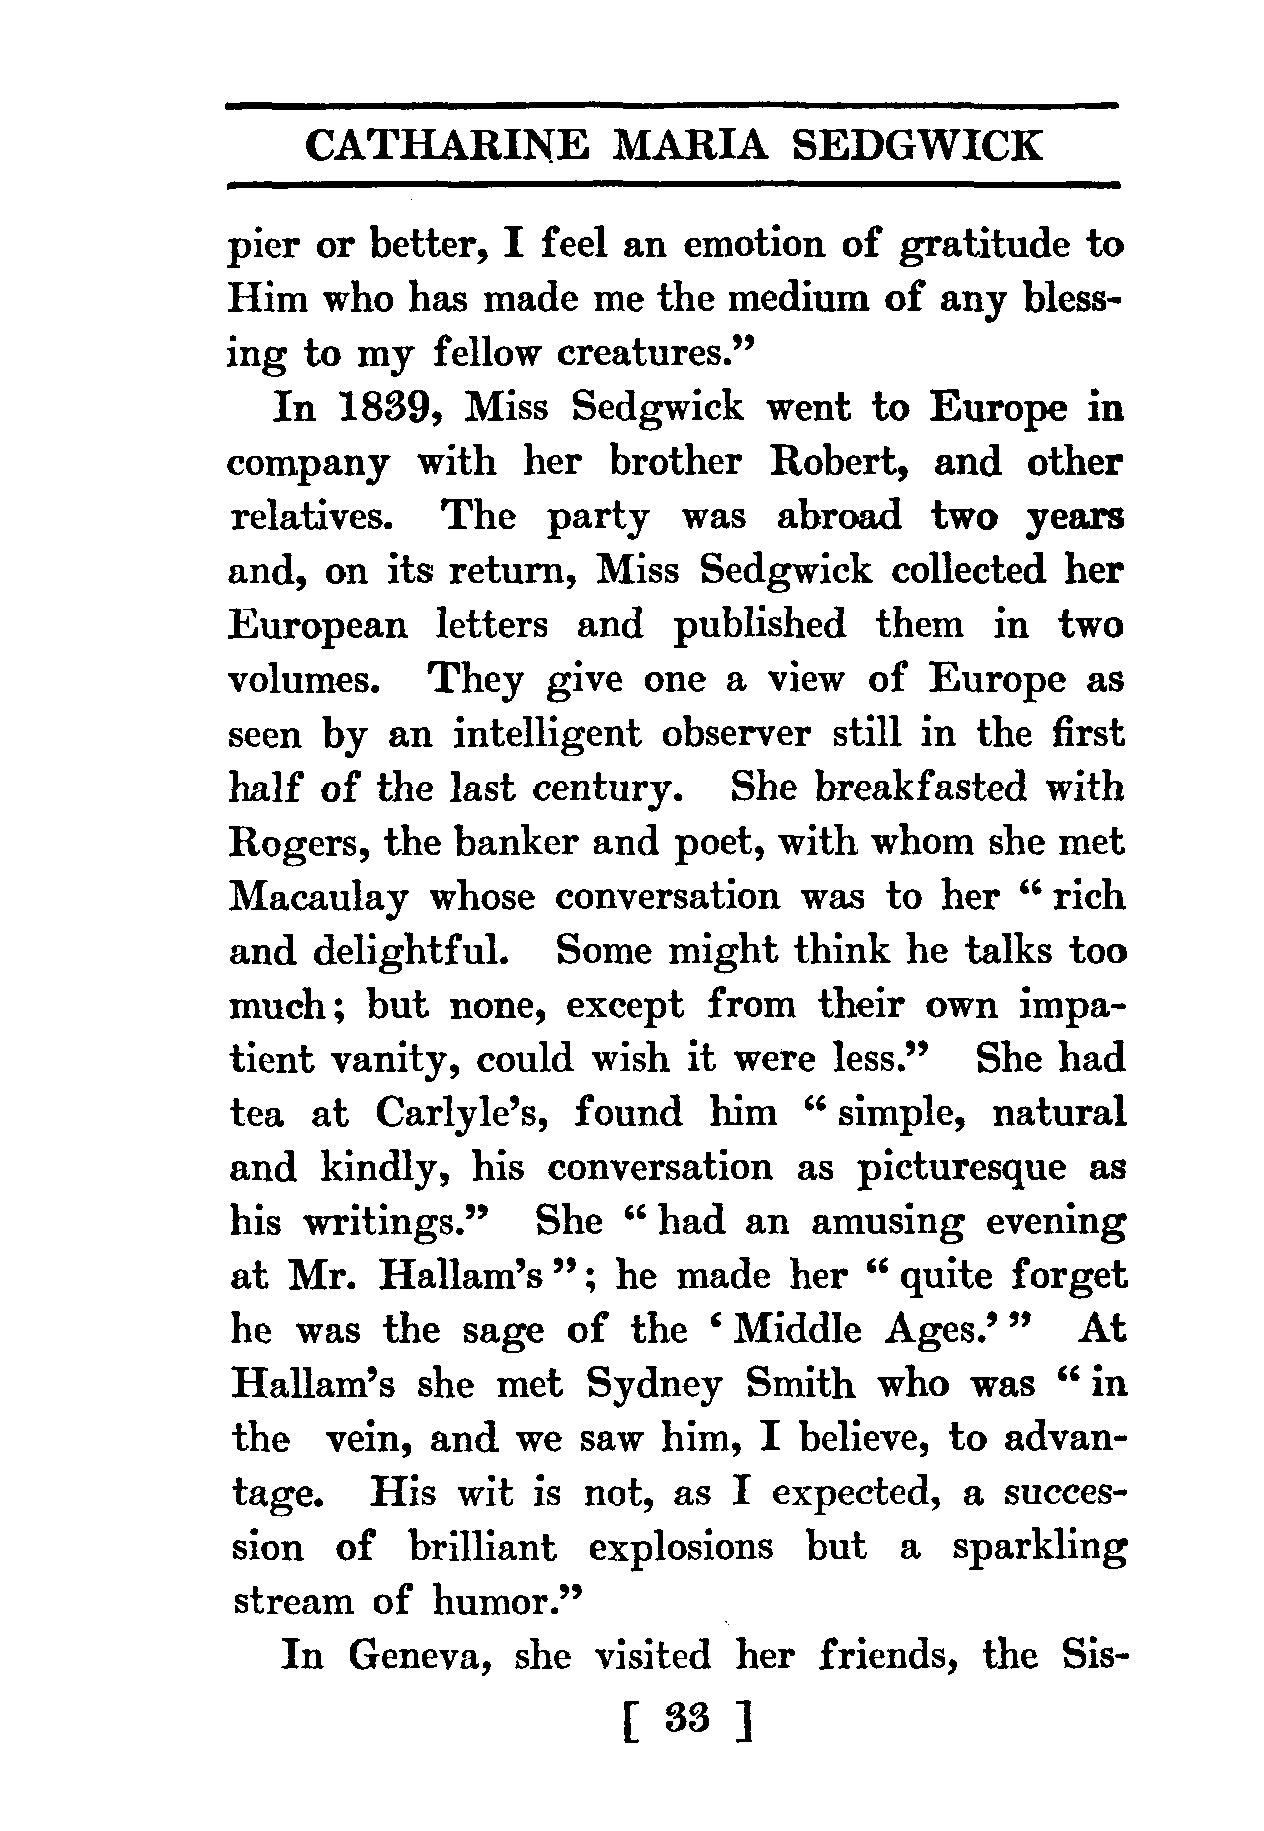 CATHARINE MARIA SEDGWICK
pier or better, I feel an emotion of gratitude to
Him who has made me the medium of any bless-
ing to my fellow creatures.”
In 1839, Miss Sedgwick went to Europe in
company with her brother Robert, and other
relatives. The party was abroad two years
and, on its return, Miss Sedgwick collected her
European letters and published them in two
volumes. They give one a view of Europe as
seen by an intelligent observer still in the first
half of the last century. She breakfasted with
Rogers, the banker and poet, with whom she met
Macaulay whose conversation was to her “ rich
and delightful. Some might think he talks too
much; but none, except from their own impa-
tient vanity, could wish it were less.” She had
tea at Carlyle’s, found him “ simple, natural
and kindly, his conversation as picturesque as
his writings.” She “ had an amusing evening
at Mr. Hallam’s ”; he made her “ quite forget
he was the sage of the ‘ Middle Ages.’ ” At
Hallam’s she met Sydney Smith who was “ in
the vein, and we saw him, I believe, to advan-
tage. His wit is not, as I expected, a succes-
sion of brilliant explosions but a sparkling
stream of humor.”
In Geneva, she visited her friends, the Sis-
[ 33 ]